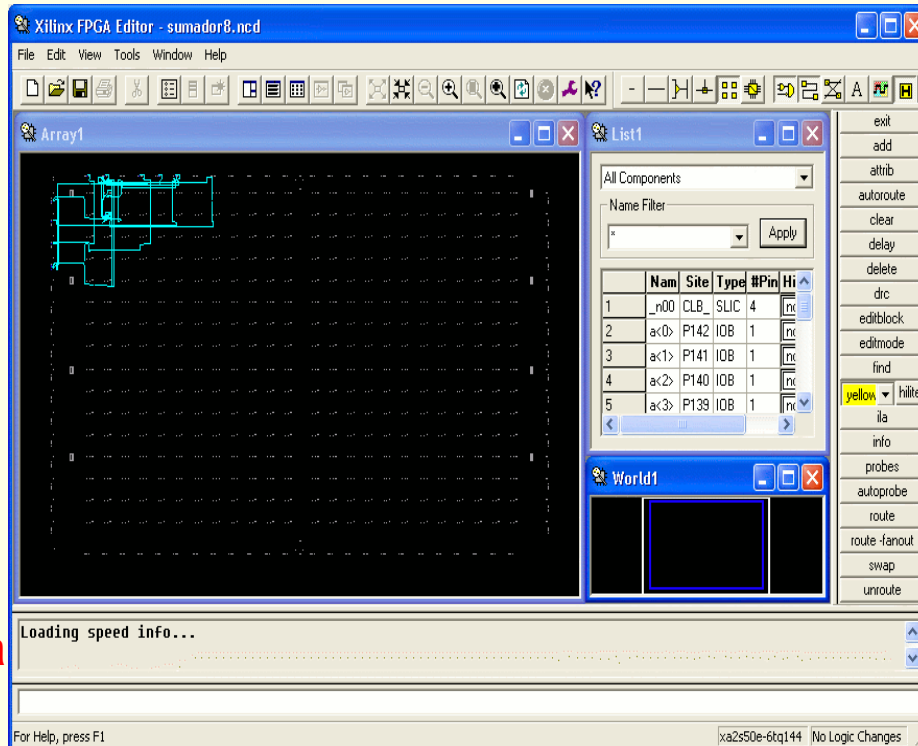 Xilinx FPGA Editor - sumador8.ncd
File Edit View Tools Window Help
A
H
Array1
List1
All Components
Name Filter
*
Apply
Nam Site Type #Pin Hi
1 _n00 CLB_ SLIC 4
2 a<0> P142 IOB 1
3 a<1> P141 IOB 1
4 a<2> P140 IOB 1
5 a<3> P139 IOB 1
World1
exit
add
attrib
autoroute
clear
delay
delete
drc
editblock
editmode
find
yellow hilite
ila
info
probes
autoprobe
route
route -fanout
swap
unroute
Loading speed info...
For Help, press F1
xa2s50e-6tq144 No Logic Changes